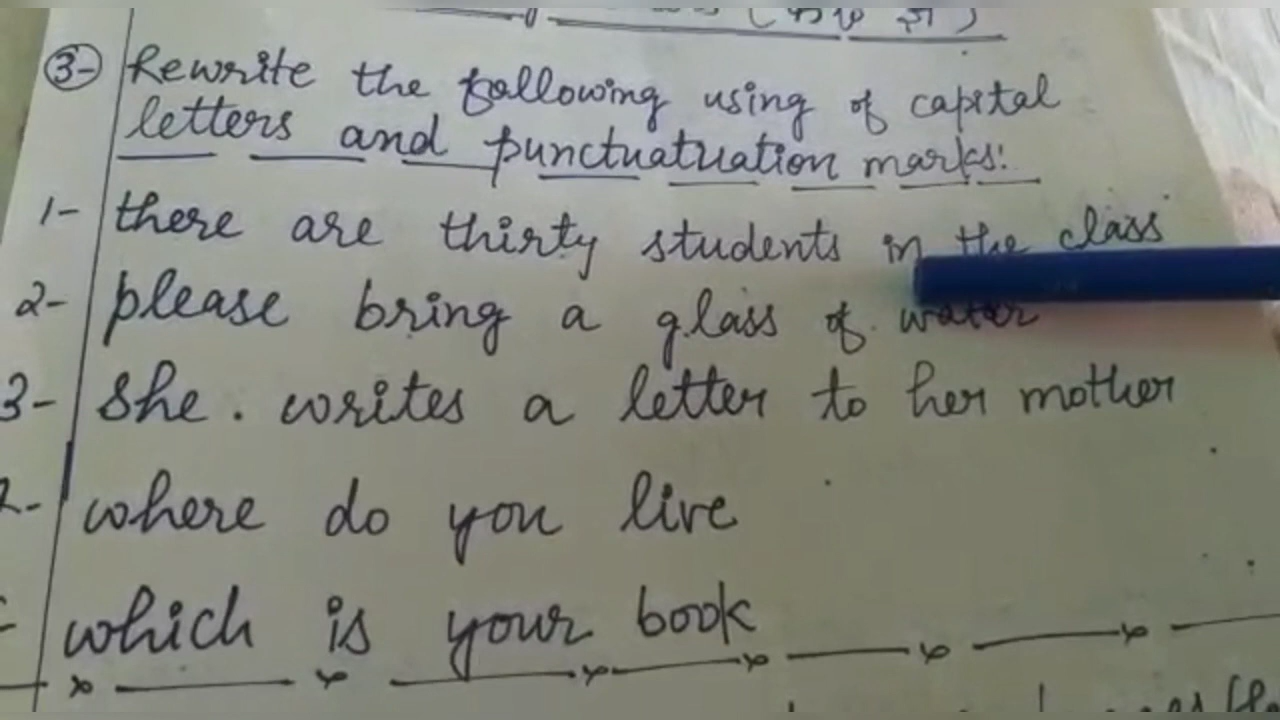 3- Rewrite the following using of capital
letters and punctuatuation marks:
1- there are thirty students in the class
2- please bring a glass of water
3- she. writes a letter to her mother
where do you live
which is your book